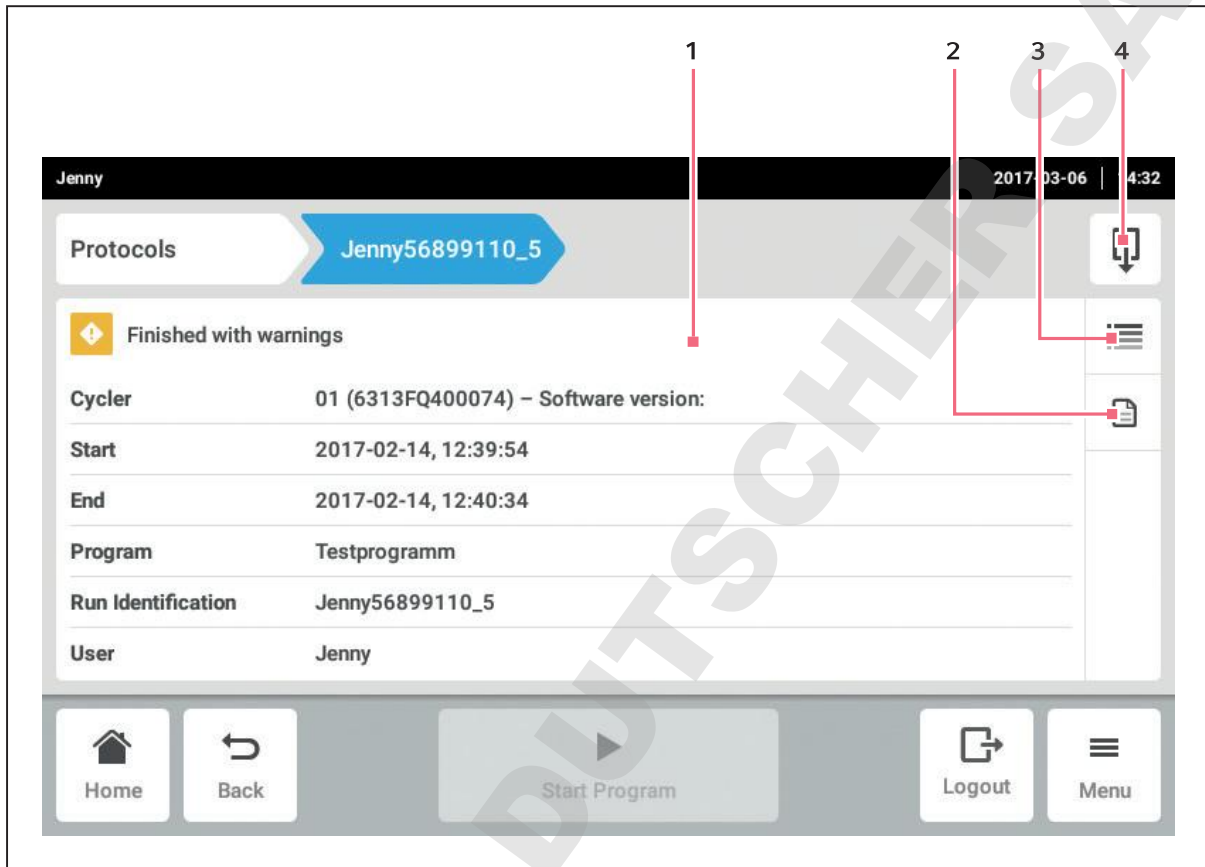 1 2 3 4
Jenny 2017-03-06 | 14:32
Protocols Jenny56899110_5
Finished with warnings
Cycler 01 (6313FQ400074) – Software version:
Start 2017-02-14, 12:39:54
End 2017-02-14, 12:40:34
Program Testprogramm
Run Identification Jenny56899110_5
User Jenny
Home Back Start Program Logout Menu
DUTSCHER SA